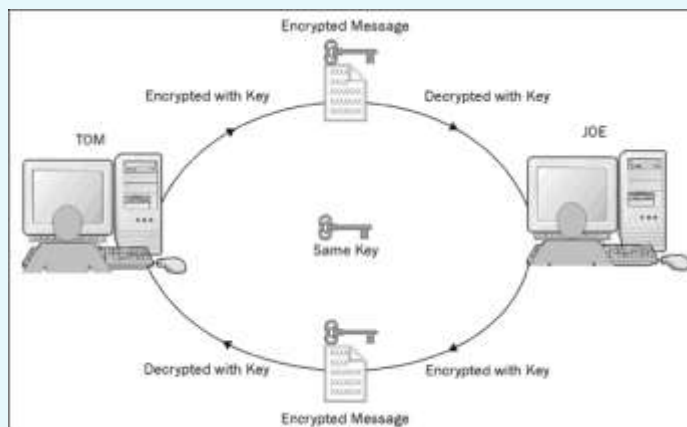 Encrypted Message
Encrypted with Key
Decrypted with Key
TOM
JOE
Same Key
Decrypted with Key
Encrypted with Key
Encrypted Message